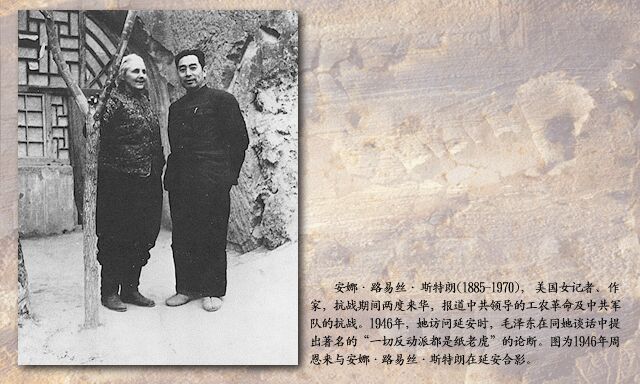 安娜·路易丝·斯特朗(1885-1970)，美国女记者、作
家，抗战期间两度来华，报道中共领导的工农革命及中共军
队的抗战。1946年，她访问延安时，毛泽东在同她谈话中提
出著名的“一切反动派都是纸老虎”的论断。图为1946年周
恩来与安娜·路易丝·斯特朗在延安合影。